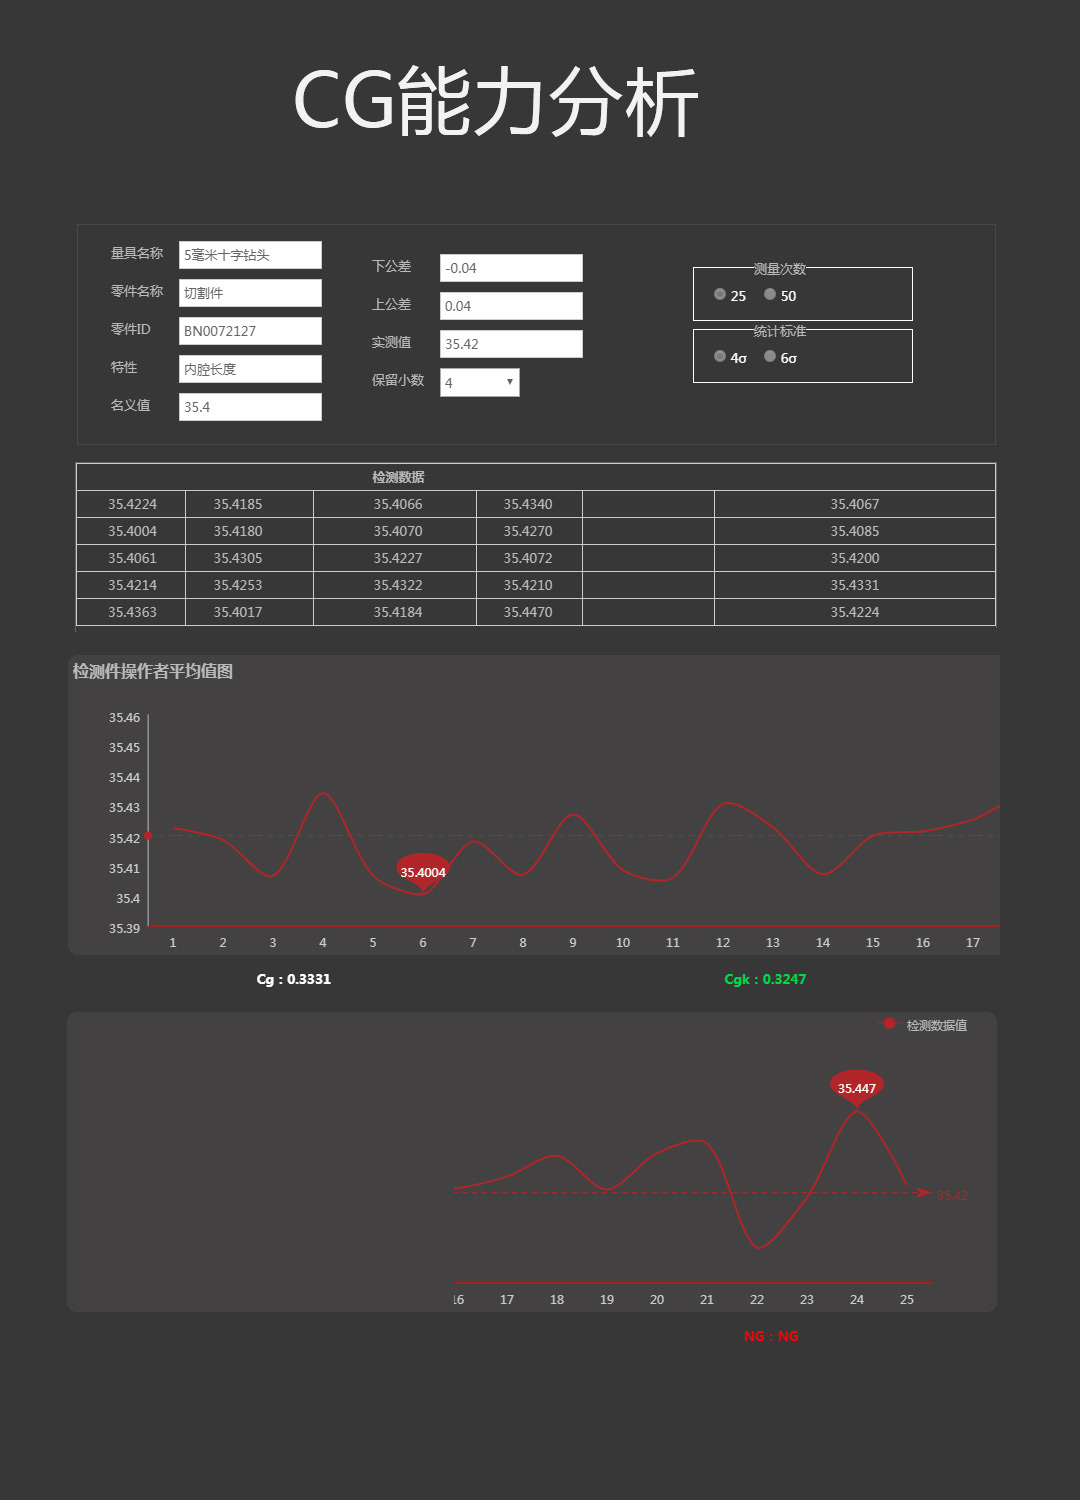 CG能力分析
量具名称 5毫米十字钻头
零件名称 切割件
零件ID BN0072127
特性 内腔长度
名义值 35.4
下公差 -0.04
上公差 0.04
实测值 35.42
保留小数 4
测量次数
25 50
统计标准
4σ 6σ
检测数据
35.4224 35.4185 35.4066 35.4340 35.4067
35.4004 35.4180 35.4070 35.4270 35.4085
35.4061 35.4305 35.4227 35.4072 35.4200
35.4214 35.4253 35.4322 35.4210 35.4331
35.4363 35.4017 35.4184 35.4470 35.4224
检测件操作者平均值图
35.46
35.45
35.44
35.43
35.42
35.41
35.4
35.39
35.4004
1 2 3 4 5 6 7 8 9 10 11 12 13 14 15 16 17
Cg : 0.3331 Cgk : 0.3247
检测数据值
35.447
35.42
16 17 18 19 20 21 22 23 24 25
NG : NG